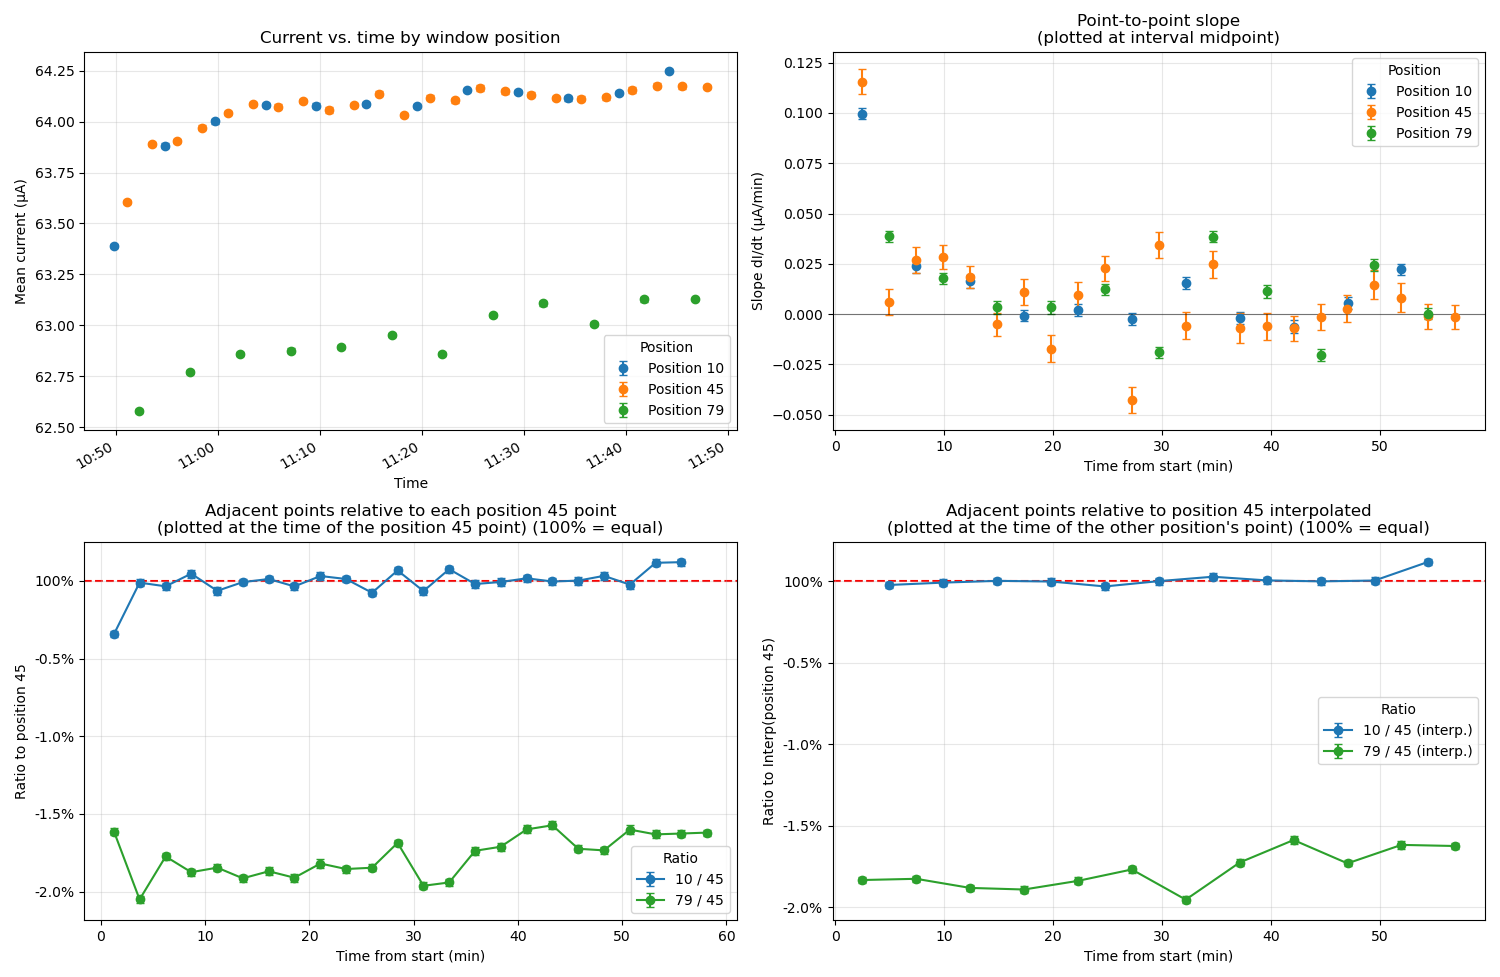 Current vs. time by window position
Mean current (µA)
64.25
64.00
63.75
63.50
63.25
63.00
62.75
62.50
10:50
11:00
11:10
11:20
11:30
11:40
11:50
Time
Position
Position 10
Position 45
Position 79
Point-to-point slope
(plotted at interval midpoint)
Slope dI/dt (µA/min)
0.125
0.100
0.075
0.050
0.025
0.000
−0.025
−0.050
0
10
20
30
40
50
Time from start (min)
Position
Position 10
Position 45
Position 79
Adjacent points relative to each position 45 point
(plotted at the time of the position 45 point) (100% = equal)
Ratio to position 45
100%
-0.5%
-1.0%
-1.5%
-2.0%
0
10
20
30
40
50
60
Time from start (min)
Ratio
10 / 45
79 / 45
Adjacent points relative to position 45 interpolated
(plotted at the time of the other position's point) (100% = equal)
Ratio to Interp(position 45)
100%
-0.5%
-1.0%
-1.5%
-2.0%
0
10
20
30
40
50
Time from start (min)
Ratio
10 / 45 (interp.)
79 / 45 (interp.)